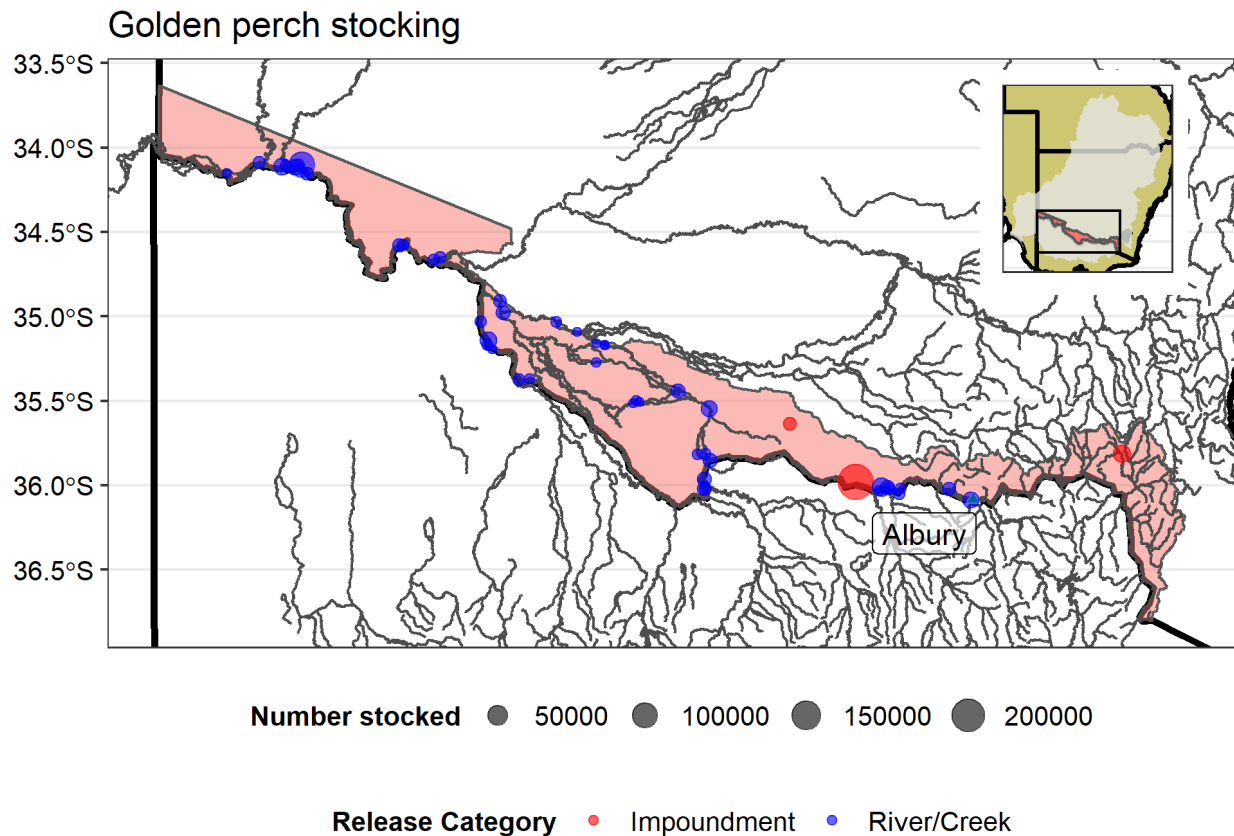 Golden perch stocking
33.5°S
34.0°S
34.5°S
35.0°S
35.5°S
36.0°S
Albury
36.5°S
Number stocked 50000 100000 150000 200000
Release Category Impoundment River/Creek